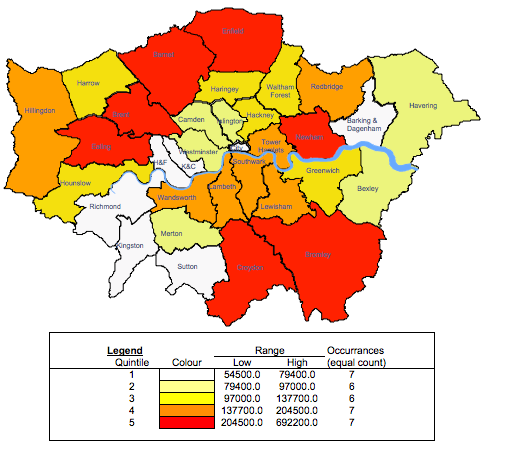 Enfield
Barnet
Harrow
Haringey
Waltham
Forest
Redbridge
Havering
Hillingdon
Brent
Camden
Islington
Hackney
Barking &
Dagenham
Ealing
Westminster
City
Tower
Hamlets
Newham
H&F
K&C
Southwark
Greenwich
Hounslow
Lambeth
Bexley
Richmond
Wandsworth
Lewisham
Merton
Kingston
Sutton
Croydon
Bromley
Legend Range Occurrances
Quintile Colour Low High (equal count)
1 54500.0 79400.0 7
2 79400.0 97000.0 6
3 97000.0 137700.0 6
4 137700.0 204500.0 7
5 204500.0 692200.0 7